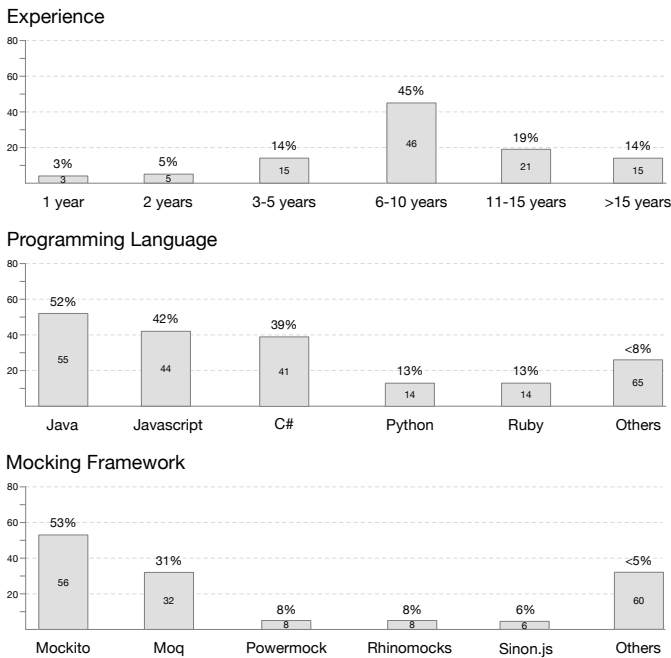 Experience
80
60
40
20
3% 5% 14% 45% 19% 14%
3 5 15 46 21 15
1 year 2 years 3-5 years 6-10 years 11-15 years >15 years
Programming Language
80
60
40
20
52% 42% 39% 13% 13% <8%
55 44 41 14 14 65
Java Javascript C# Python Ruby Others
Mocking Framework
80
60
40
20
53% 31% 8% 8% 6% <5%
56 32 8 8 6 60
Mockito Moq Powermock Rhinomocks Sinon.js Others